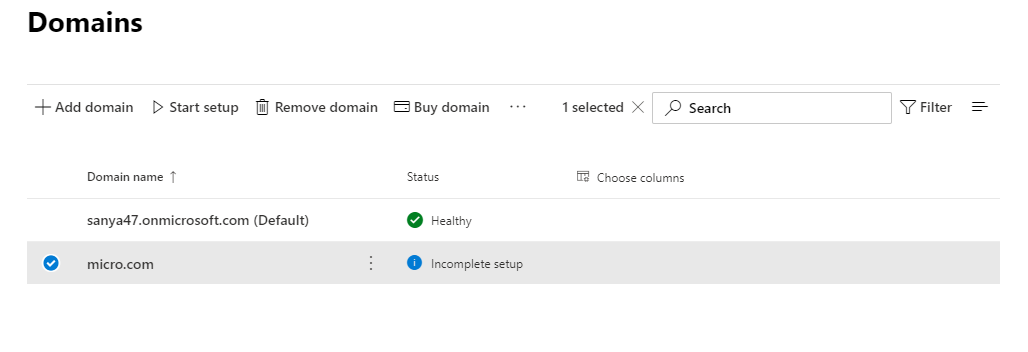 Domains
Add domain Start setup Remove domain Buy domain ··· 1 selected Search Filter
Domain name ↑ Status Choose columns
sanya47.onmicrosoft.com (Default) Healthy
micro.com Incomplete setup